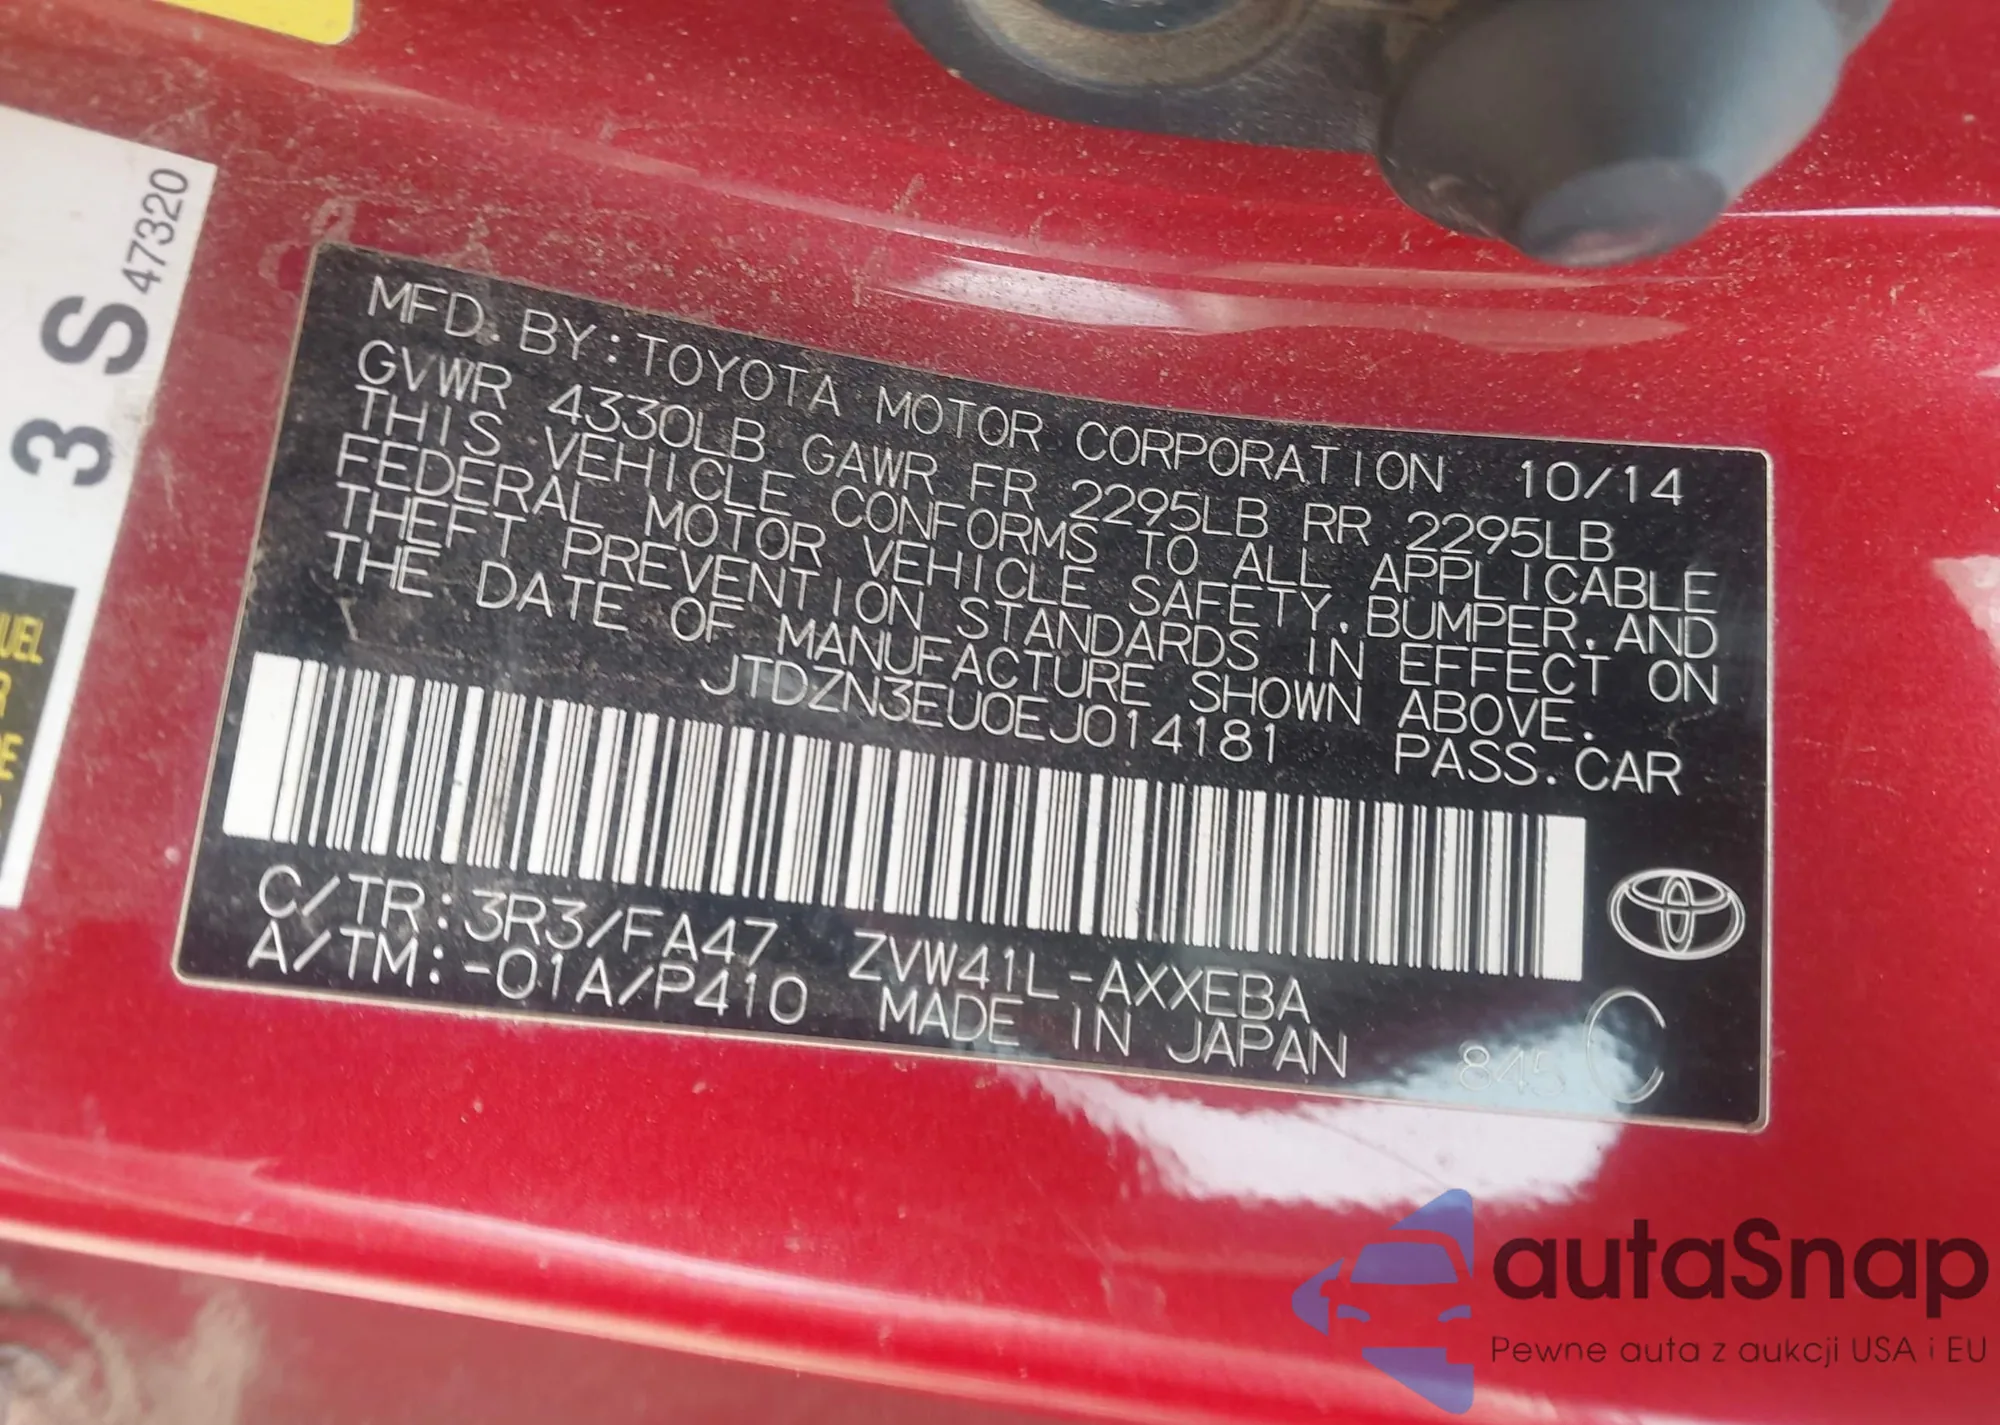 3 S 47320
UEL
MFD. BY: TOYOTA MOTOR CORPORATION 10/14
GVWR 4330LB GAWR FR 2295LB RR 2295LB
THIS VEHICLE CONFORMS TO ALL APPLICABLE
FEDERAL MOTOR VEHICLE SAFETY, BUMPER, AND
THEFT PREVENTION STANDARDS IN EFFECT ON
THE DATE OF MANUFACTURE SHOWN ABOVE.
JTDZN3EU0EJ014181 PASS. CAR
C/TR: 3R3/FA47 ZVW41L-AXXEBA
A/TM: -01A/P410 MADE IN JAPAN 845 C
autaSnap
Pewne auta z aukcji USA i EU